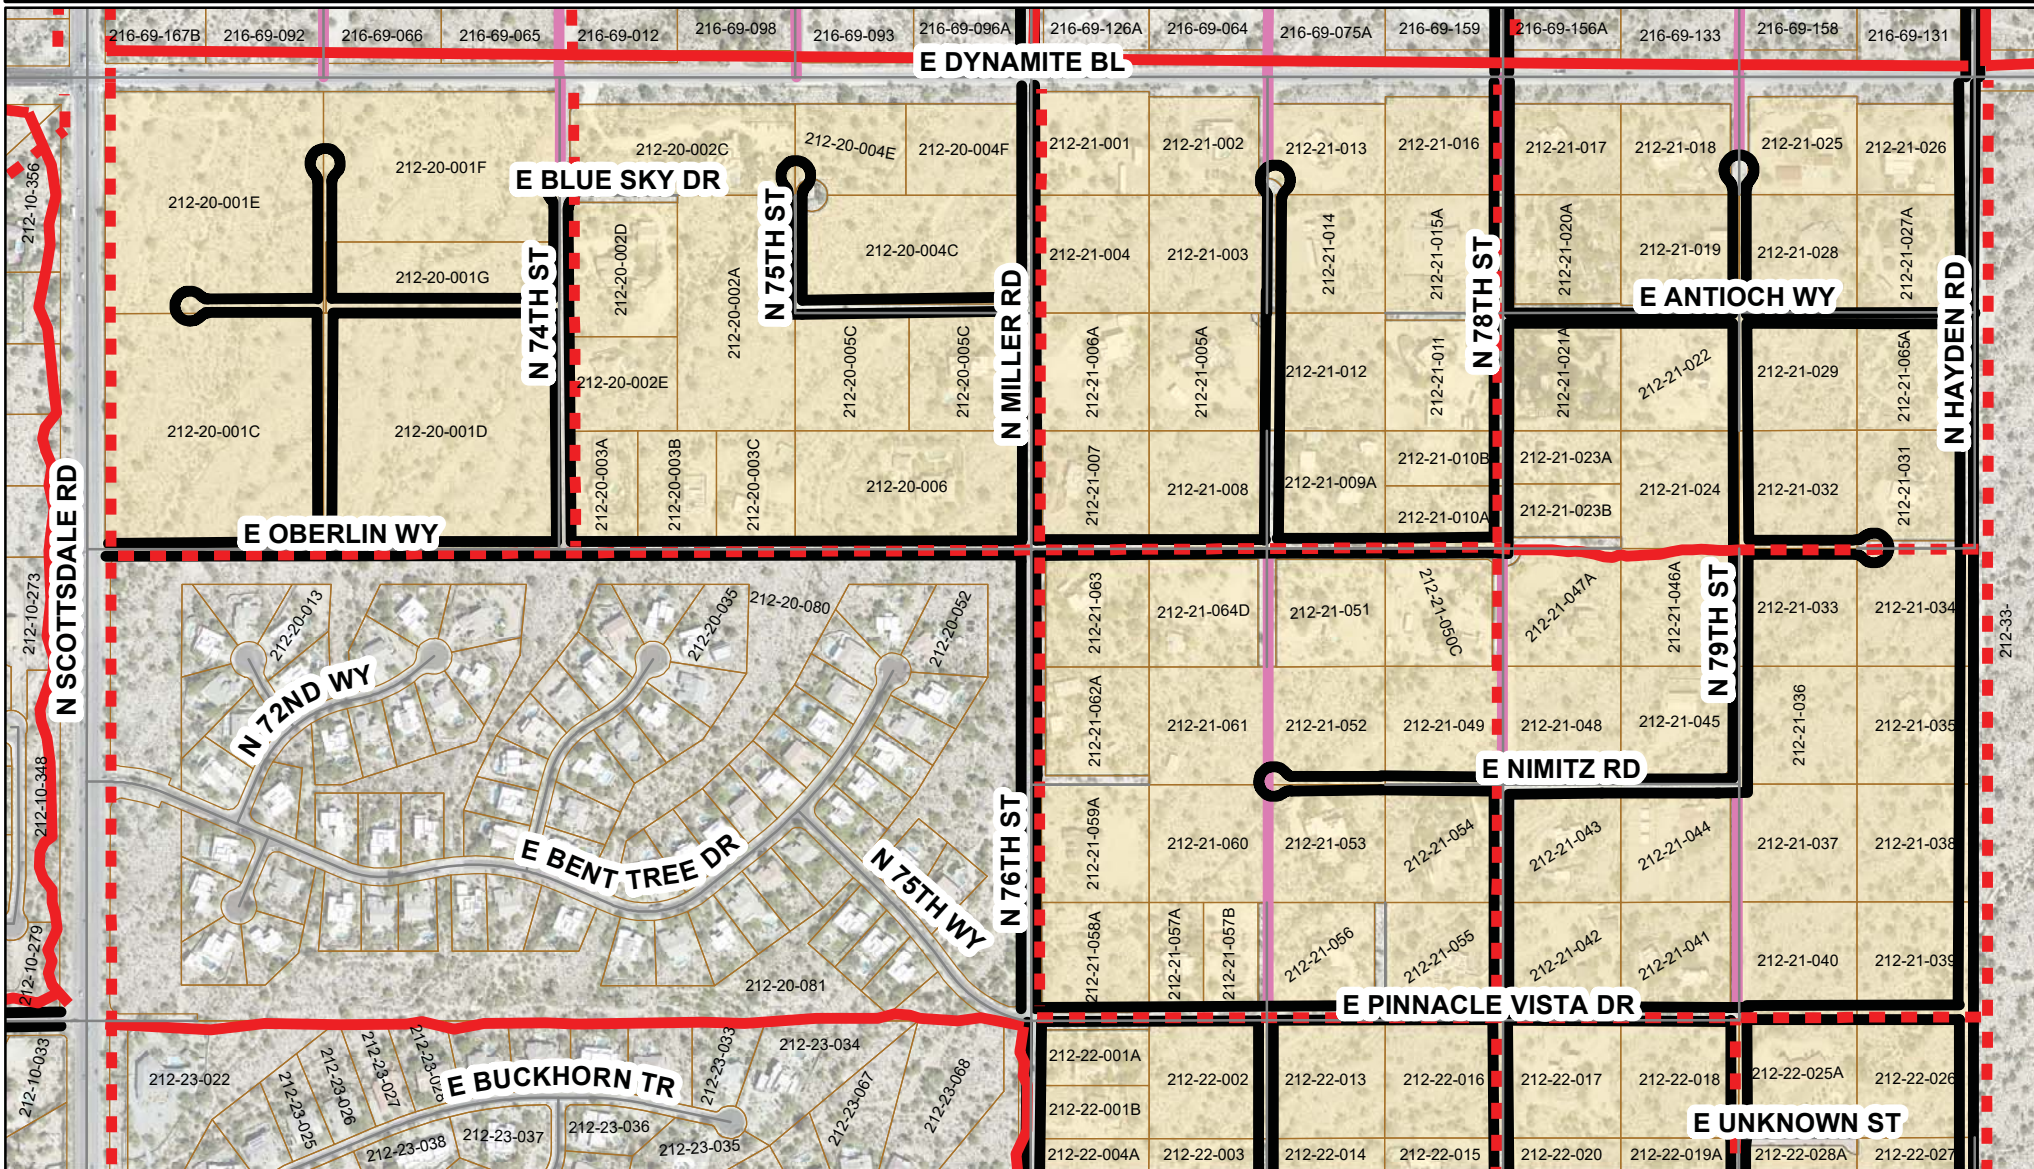 216-69-167B
216-69-092
216-69-066
216-69-065
216-69-012
216-69-098
216-69-093
216-69-096A
216-69-126A
216-69-064
216-69-075A
216-69-159
216-69-156A
216-69-133
216-69-158
216-69-131
E DYNAMITE BL
212-10-356
212-20-001E
212-20-001F
E BLUE SKY DR
212-20-002C
212-20-004E
212-20-004F
212-21-001
212-21-002
212-21-013
212-21-016
212-21-017
212-21-018
212-21-025
212-21-026
212-20-001G
N 74TH ST
212-20-002D
212-20-002A
N 75TH ST
212-20-004C
N MILLER RD
212-21-004
212-21-003
212-21-014
212-21-015A
N 78TH ST
212-21-020A
212-21-019
212-21-028
212-21-027A
E ANTIOCH WY
N HAYDEN RD
212-20-001C
212-20-001D
212-20-002E
212-20-005C
212-20-005C
212-21-006A
212-21-005A
212-21-012
212-21-011
212-21-021A
212-21-022
212-21-029
212-21-065A
N SCOTTSDALE RD
212-20-003A
212-20-003B
212-20-003C
212-20-006
212-21-007
212-21-008
212-21-009A
212-21-010B
212-21-010A
212-21-023A
212-21-023B
212-21-024
212-21-032
212-21-031
E OBERLIN WY
212-10-273
212-20-013
212-20-035
212-20-080
212-20-052
212-21-063
212-21-064D
212-21-051
212-21-050C
212-21-047A
212-21-046A
N 79TH ST
212-21-033
212-21-034
212-33-
N 72ND WY
212-21-062A
212-21-061
212-21-052
212-21-049
212-21-048
212-21-045
212-21-036
212-21-035
E NIMITZ RD
212-10-348
E BENT TREE DR
N 75TH WY
N 76TH ST
212-21-059A
212-21-060
212-21-053
212-21-054
212-21-043
212-21-044
212-21-037
212-21-038
212-10-279
212-20-081
212-21-058A
212-21-057A
212-21-057B
212-21-056
212-21-055
212-21-042
212-21-041
212-21-040
212-21-039
E PINNACLE VISTA DR
212-10-033
212-23-022
212-23-025
212-23-026
212-23-027
212-23-028
E BUCKHORN TR
212-23-033
212-23-034
212-23-067
212-23-068
212-23-038
212-23-037
212-23-036
212-23-035
212-22-001A
212-22-001B
212-22-002
212-22-013
212-22-016
212-22-017
212-22-018
212-22-025A
212-22-026
E UNKNOWN ST
212-22-004A
212-22-003
212-22-014
212-22-015
212-22-020
212-22-019A
212-22-028A
212-22-027